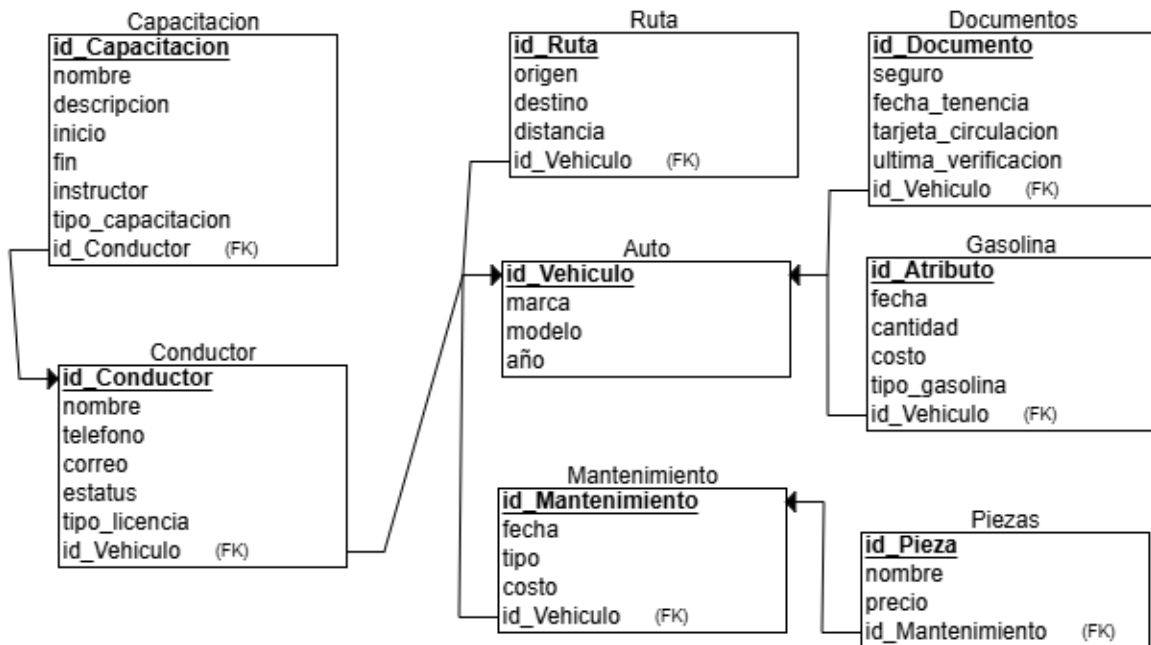 Capacitacion
id_Capacitacion
nombre
descripcion
inicio
fin
instructor
tipo_capacitacion
id_Conductor (FK)
Conductor
id_Conductor
nombre
telefono
correo
estatus
tipo_licencia
id_Vehiculo (FK)
Ruta
id_Ruta
origen
destino
distancia
id_Vehiculo (FK)
Auto
id_Vehiculo
marca
modelo
año
Mantenimiento
id_Mantenimiento
fecha
tipo
costo
id_Vehiculo (FK)
Documentos
id_Documento
seguro
fecha_tenencia
tarjeta_circulacion
ultima_verificacion
id_Vehiculo (FK)
Gasolina
id_Atributo
fecha
cantidad
costo
tipo_gasolina
id_Vehiculo (FK)
Piezas
id_Pieza
nombre
precio
id_Mantenimiento (FK)